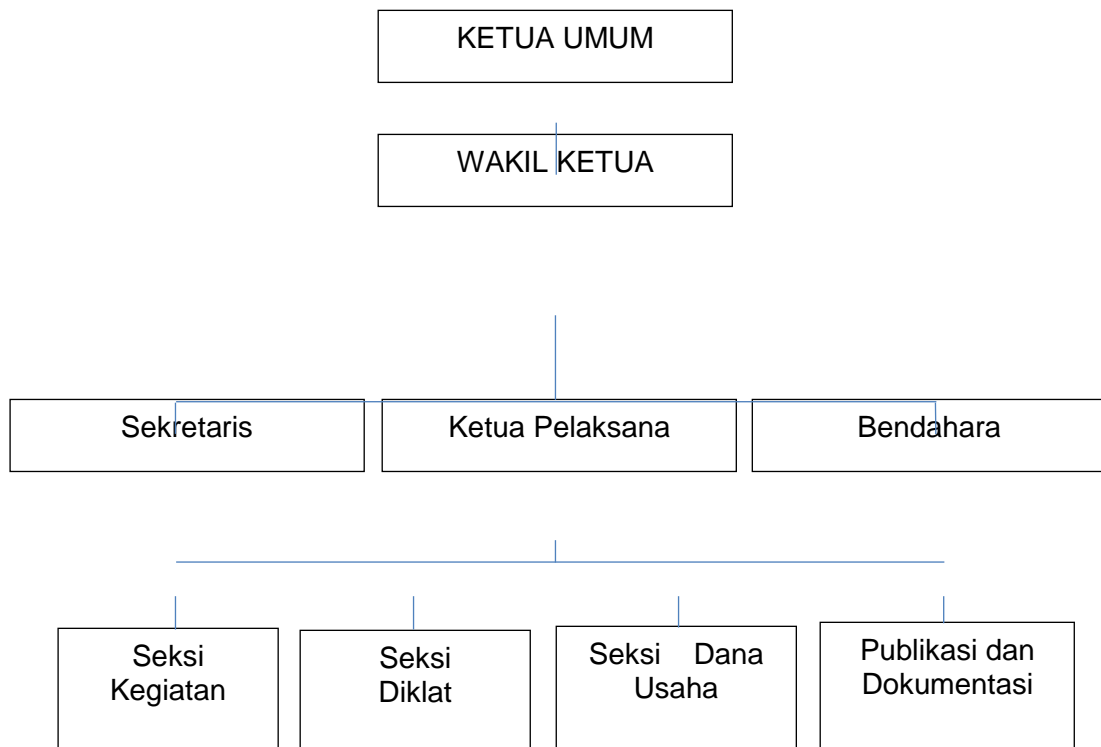 KETUA UMUM
WAKIL KETUA
Sekretaris
Ketua Pelaksana
Bendahara
Seksi
Kegiatan
Seksi
Diklat
Seksi Dana
Usaha
Publikasi dan
Dokumentasi